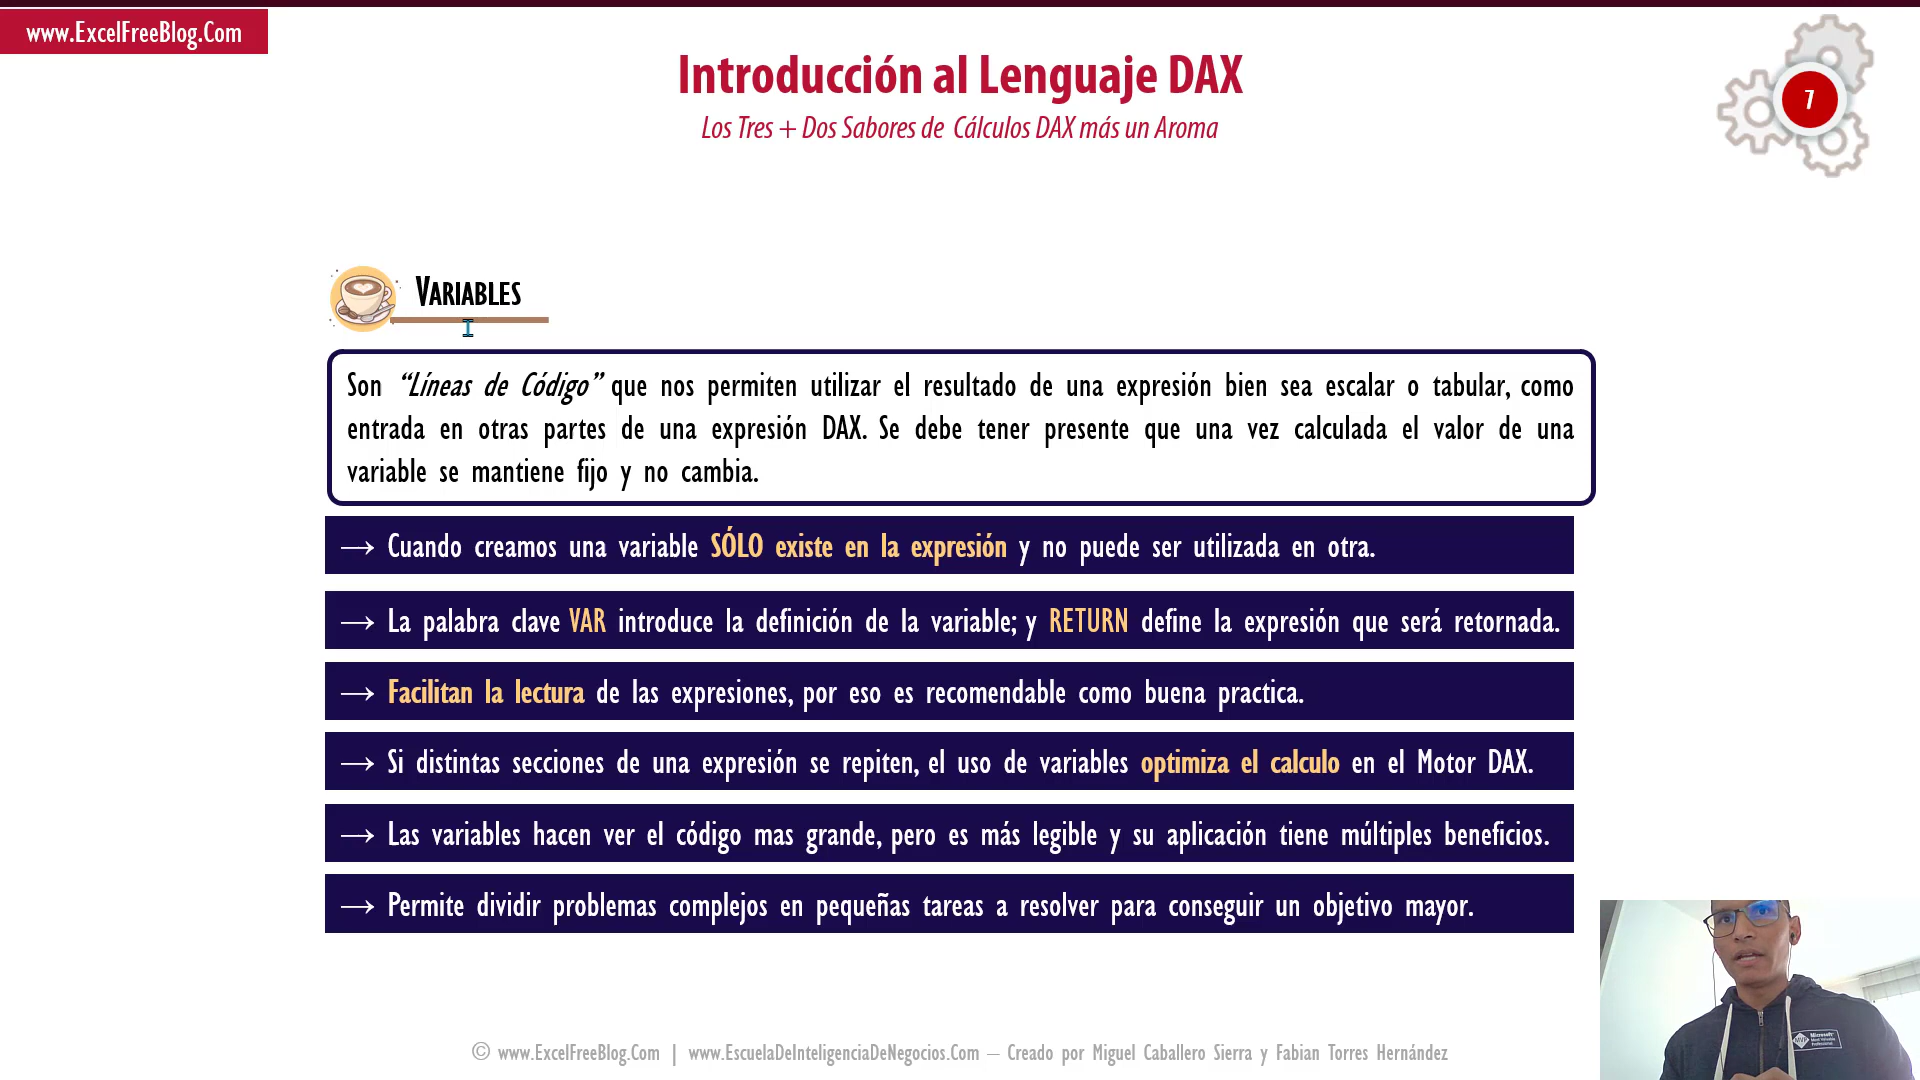 www.ExcelFreeBlog.Com
Introducción al Lenguaje DAX
Los Tres + Dos Sabores de Cálculos DAX más un Aroma
7
VARIABLES
Son “Líneas de Código” que nos permiten utilizar el resultado de una expresión bien sea escalar o tabular, como
entrada en otras partes de una expresión DAX. Se debe tener presente que una vez calculada el valor de una
variable se mantiene fijo y no cambia.
→ Cuando creamos una variable SÓLO existe en la expresión y no puede ser utilizada en otra.
→ La palabra clave VAR introduce la definición de la variable; y RETURN define la expresión que será retornada.
→ Facilitan la lectura de las expresiones, por eso es recomendable como buena practica.
→ Si distintas secciones de una expresión se repiten, el uso de variables optimiza el calculo en el Motor DAX.
→ Las variables hacen ver el código mas grande, pero es más legible y su aplicación tiene múltiples beneficios.
→ Permite dividir problemas complejos en pequeñas tareas a resolver para conseguir un objetivo mayor.
Microsoft
Most Valuable
Professional
MVP
© www.ExcelFreeBlog.Com | www.EscuelaDeInteligenciaDeNegocios.Com – Creado por Miguel Caballero Sierra y Fabian Torres Hernández